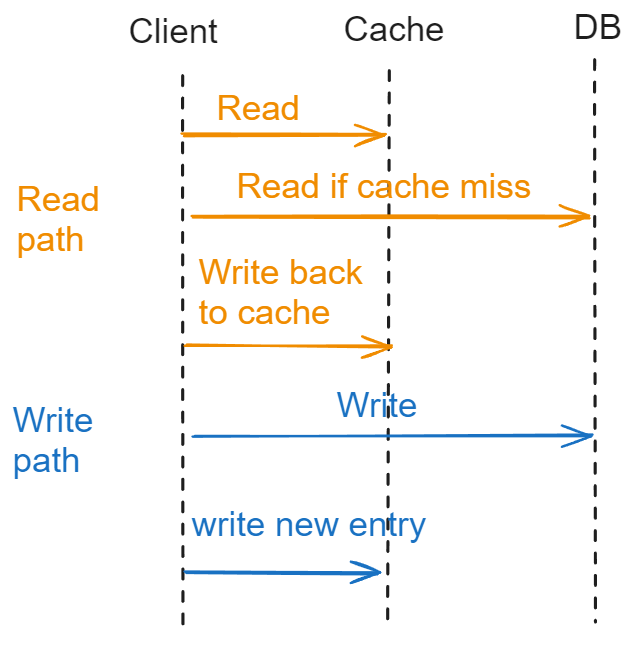 Client Cache DB
Read
Read if cache miss
Read
path
Write back
to cache
Write
Write
path
write new entry